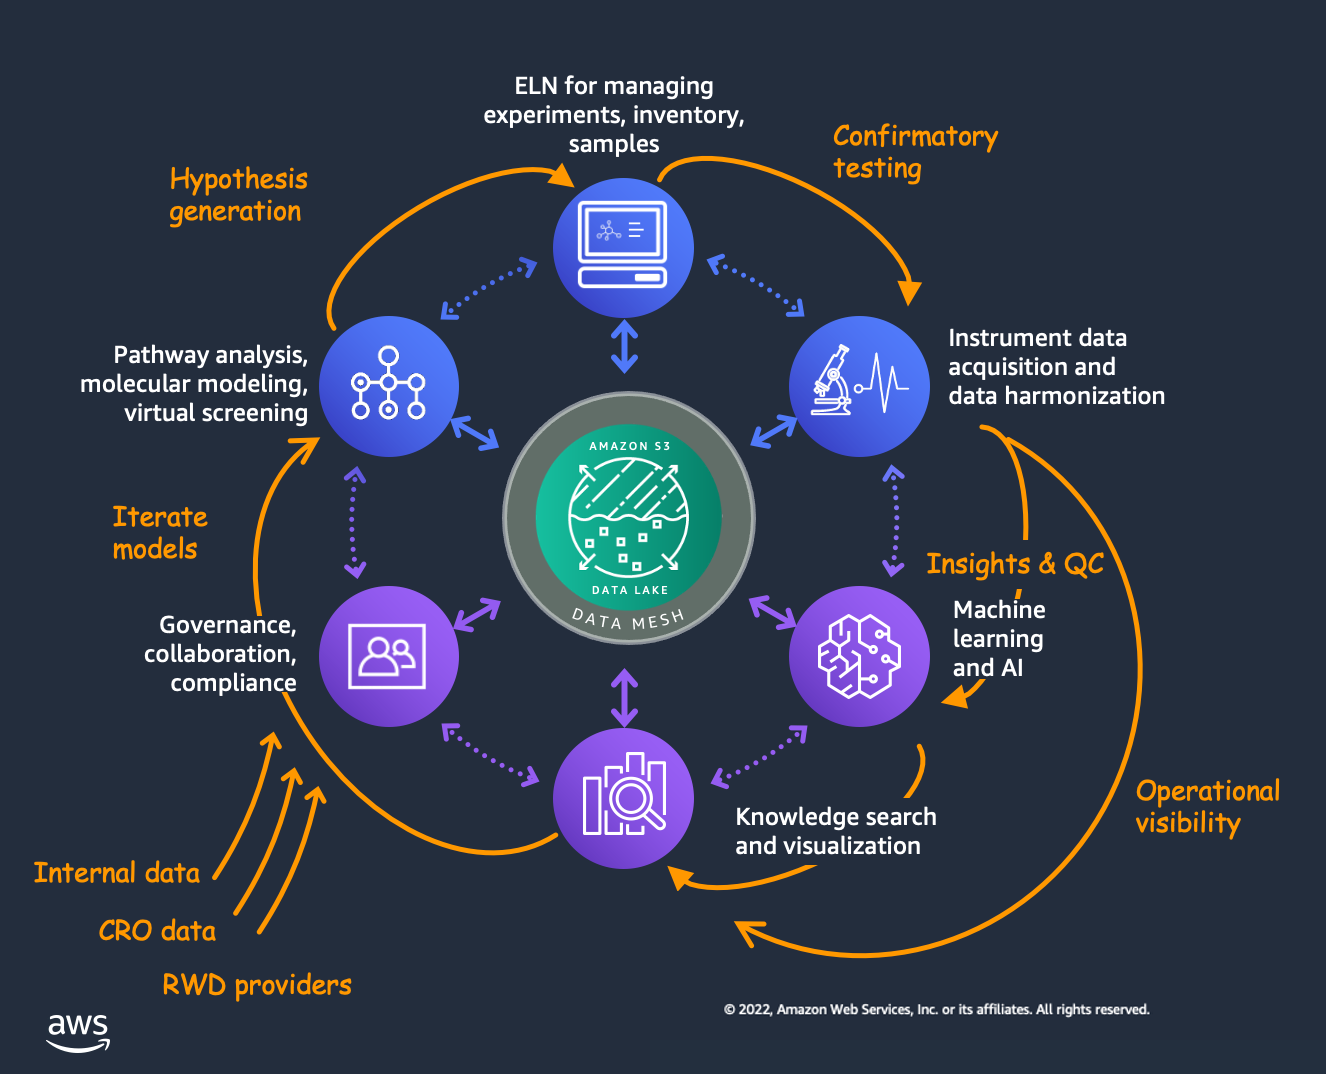 ELN for managing
experiments, inventory,
samples
Confirmatory
testing
Hypothesis
generation
Pathway analysis,
molecular modeling,
virtual screening
Instrument data
acquisition and
data harmonization
AMAZON S3
DATA LAKE
DATA MESH
Iterate
models
Insights & QC
Governance,
collaboration,
compliance
Machine
learning
and AI
Knowledge search
and visualization
Operational
visibility
Internal data
CRO data
RWD providers
© 2022, Amazon Web Services, Inc. or its affiliates. All rights reserved.
aws